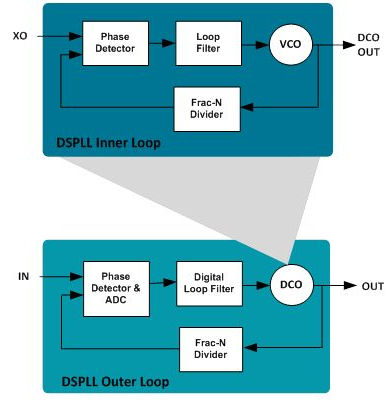 XO
Phase
Detector
Loop
Filter
VCO
DCO
OUT
Frac-N
Divider
DSPLL Inner Loop
IN
Phase
Detector &
ADC
Digital
Loop Filter
DCO
OUT
Frac-N
Divider
DSPLL Outer Loop